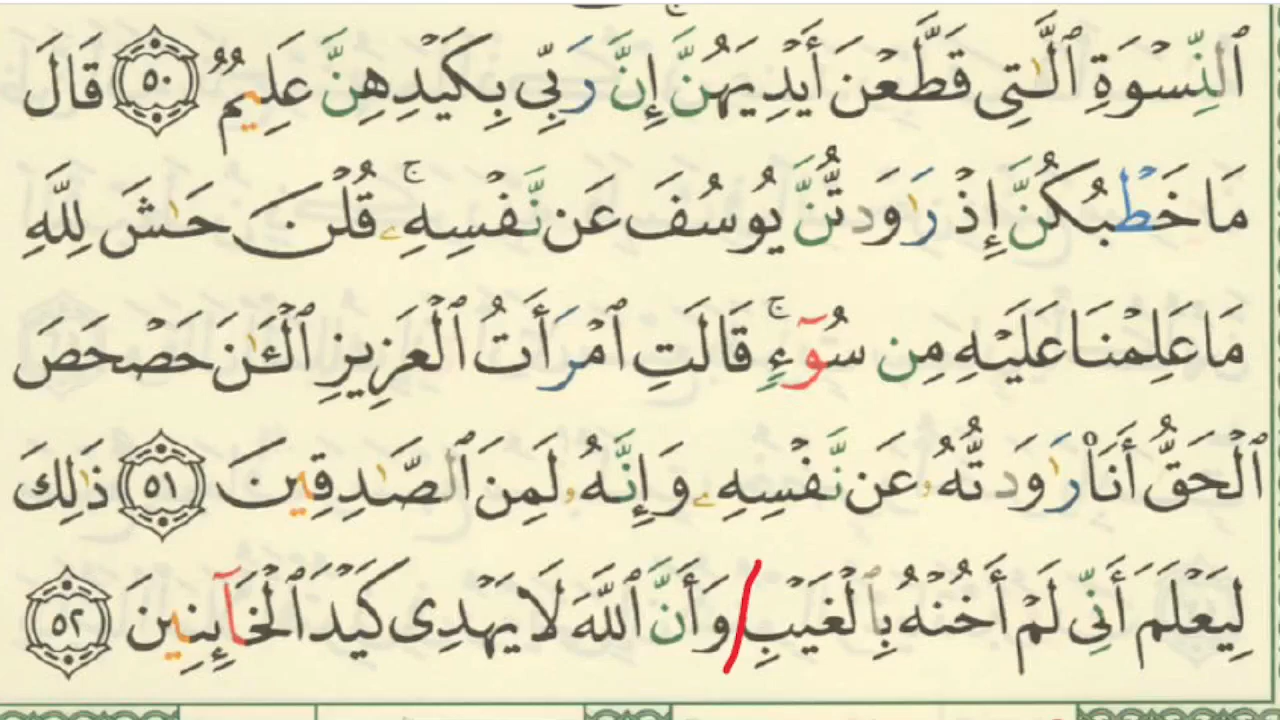 ٱلنِّسۡوَةِ ٱلَّٰتِي قَطَّعۡنَ أَيۡدِيَهُنَّۚ إِنَّ رَبِّي بِكَيۡدِهِنَّ عَلِيمٞ ٥٠ قَالَ
مَا خَطۡبُكُنَّ إِذۡ رَٰوَدتُّنَّ يُوسُفَ عَن نَّفۡسِهِۦۚ قُلۡنَ حَٰشَ لِلَّهِ
مَا عَلِمۡنَا عَلَيۡهِ مِن سُوٓءٖۚ قَالَتِ ٱمۡرَأَتُ ٱلۡعَزِيزِ ٱلۡـَٰٔنَ حَصۡحَصَ
ٱلۡحَقُّ أَنَا۠ رَٰوَدتُّهُۥ عَن نَّفۡسِهِۦ وَإِنَّهُۥ لَمِنَ ٱلصَّٰدِقِينَ ٥١ ذَٰلِكَ
لِيَعۡلَمَ أَنِّي لَمۡ أَخُنۡهُ بِٱلۡغَيۡبِ وَأَنَّ ٱللَّهَ لَا يَهۡدِي كَيۡدَ ٱلۡخَآئِنِينَ ٥٢